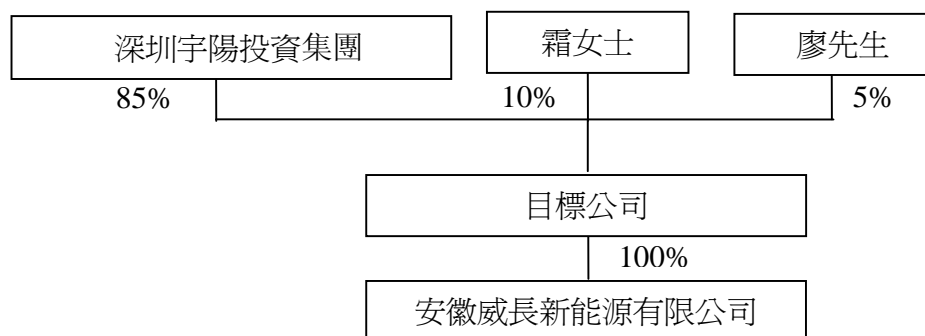 深圳宇陽投資集團
霜女士
廖先生
85%
10%
5%
目標公司
100%
安徽威長新能源有限公司